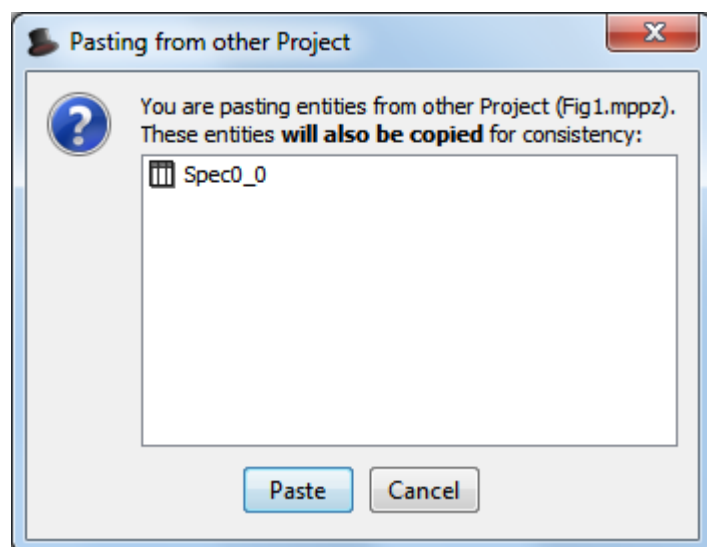 Pasting from other Project
You are pasting entities from other Project (Fig1.mppz).
These entities will also be copied for consistency:
Spec0_0
Paste
Cancel